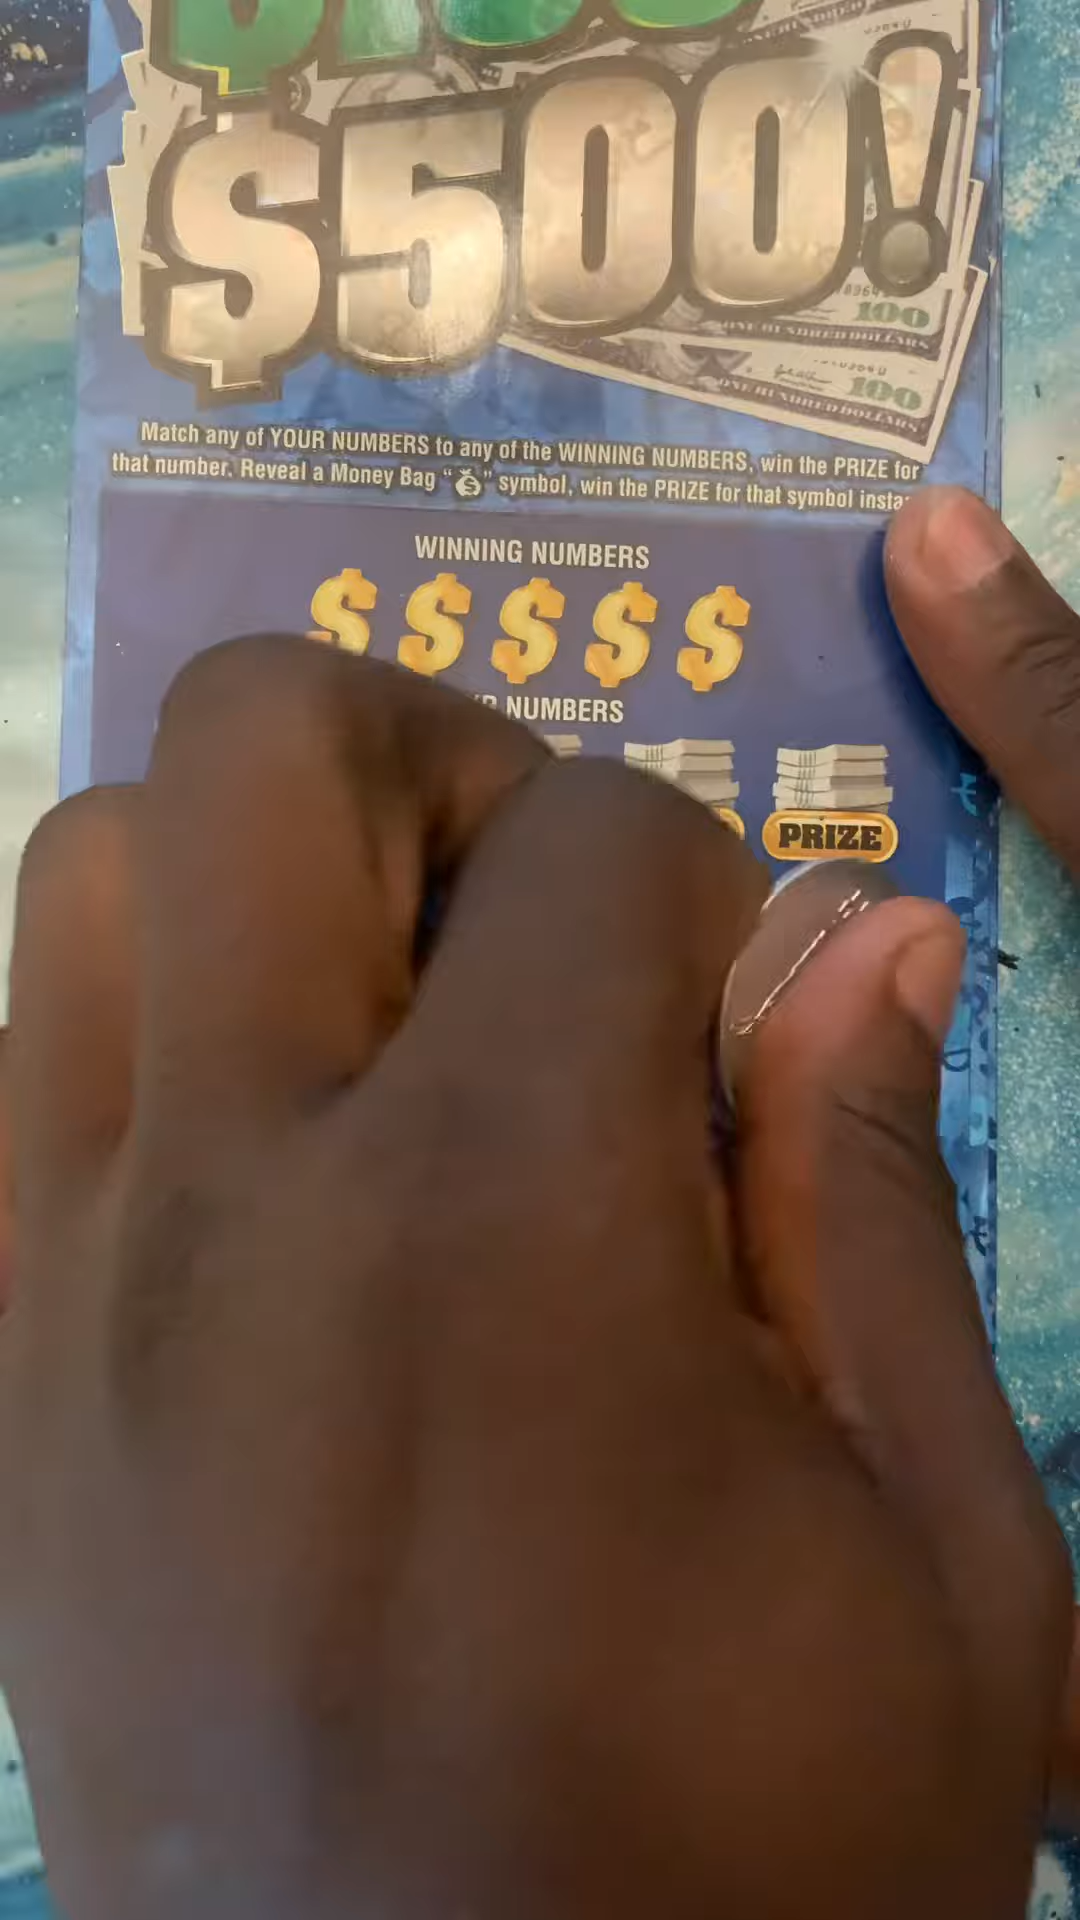 $500!
100
ONE HUNDRED DOLLARS
100
ONE HUNDRED DOLLARS
Match any of YOUR NUMBERS to any of the WINNING NUMBERS, win the PRIZE for
that number. Reveal a Money Bag "💰" symbol, win the PRIZE for that symbol
WINNING NUMBERS
$ $ $ $ $
NUMBERS
PRIZE